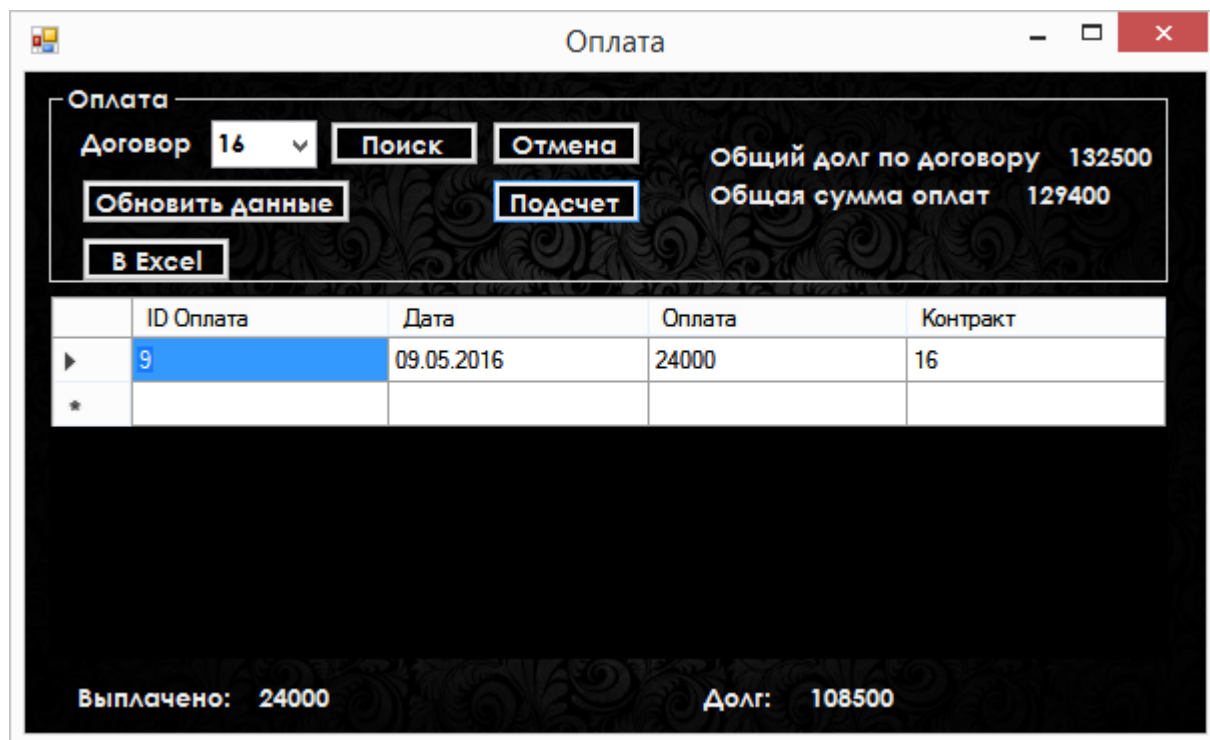 Оплата
Оплата
Договор 16 Поиск Отмена Общий долг по договору 132500
Обновить данные Подсчет Общая сумма оплат 129400
В Excel
ID Оплата Дата Оплата Контракт
9 09.05.2016 24000 16
Выплачено: 24000 Долг: 108500